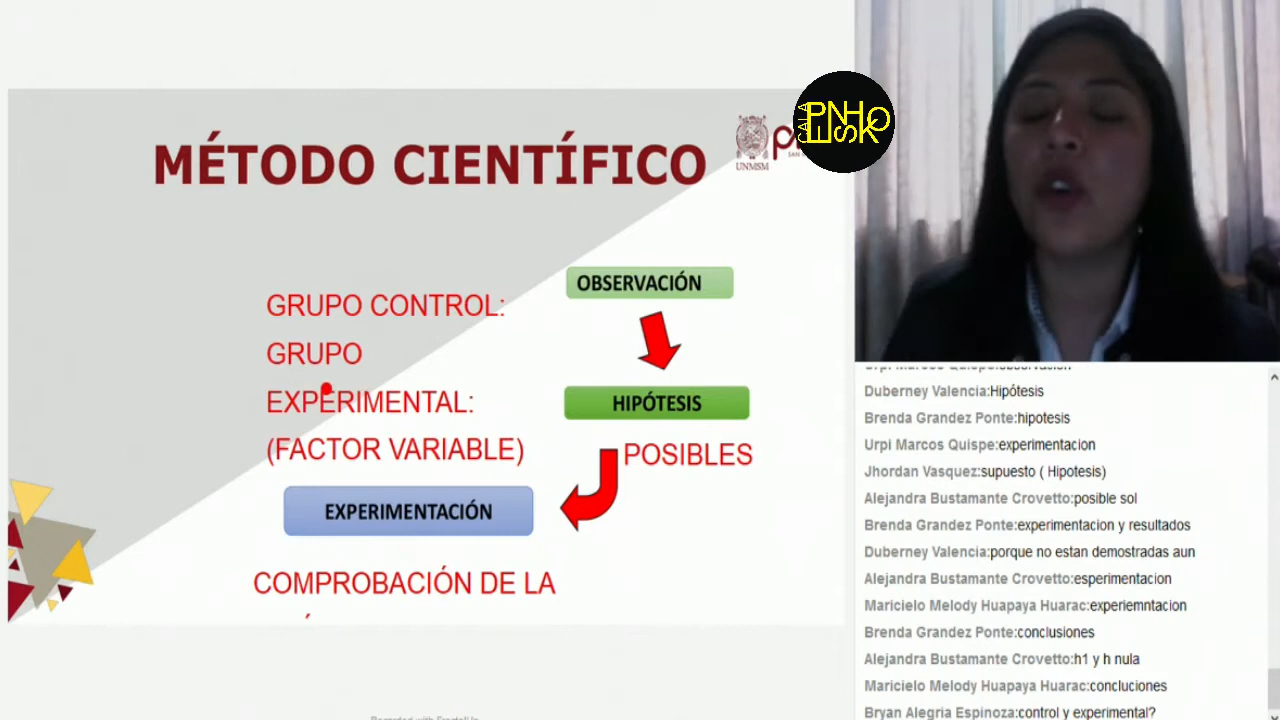 MÉTODO CIENTÍFICO
UNMSM
CALA
PNHO
ESK
OBSERVACIÓN
GRUPO CONTROL:
GRUPO
EXPERIMENTAL:
HIPÓTESIS
(FACTOR VARIABLE)
POSIBLES
EXPERIMENTACIÓN
COMPROBACIÓN DE LA
Duberney Valencia:Hipótesis
Brenda Grandez Ponte:hipotesis
Urpi Marcos Quispe:experimentacion
Jhordan Vasquez:supuesto ( Hipotesis)
Alejandra Bustamante Crovetto:posible sol
Brenda Grandez Ponte:experimentacion y resultados
Duberney Valencia:porque no estan demostradas aun
Alejandra Bustamante Crovetto:esperimentacion
Maricielo Melody Huapaya Huarac:experiemntacion
Brenda Grandez Ponte:conclusiones
Alejandra Bustamante Crovetto:h1 y h nula
Maricielo Melody Huapaya Huarac:concluciones
Bryan Alegria Espinoza:control y experimental?